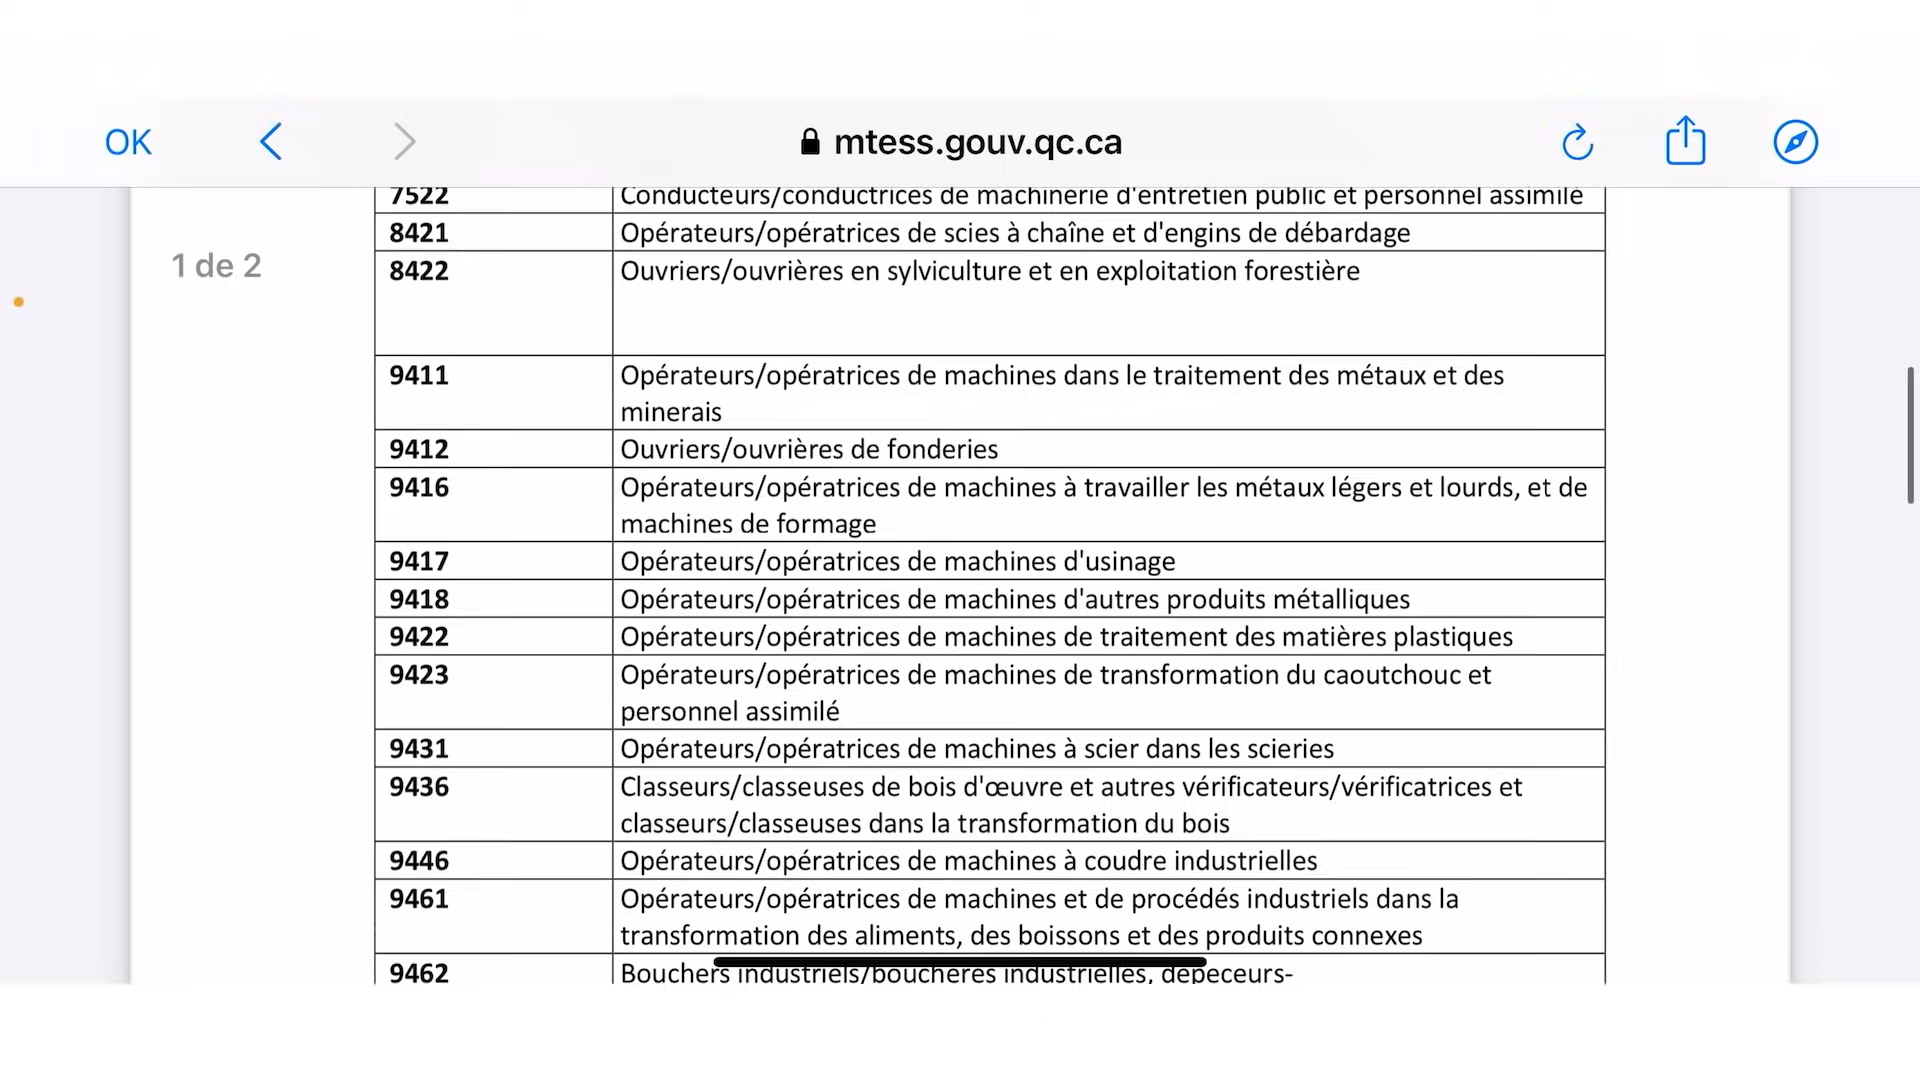 OK
mtess.gouv.qc.ca
1 de 2
7522 Conducteurs/conductrices de machinerie d'entretien public et personnel assimilé
8421 Opérateurs/opératrices de scies à chaîne et d'engins de débardage
8422 Ouvriers/ouvrières en sylviculture et en exploitation forestière
9411 Opérateurs/opératrices de machines dans le traitement des métaux et des
minerais
9412 Ouvriers/ouvrières de fonderies
9416 Opérateurs/opératrices de machines à travailler les métaux légers et lourds, et de
machines de formage
9417 Opérateurs/opératrices de machines d'usinage
9418 Opérateurs/opératrices de machines d'autres produits métalliques
9422 Opérateurs/opératrices de machines de traitement des matières plastiques
9423 Opérateurs/opératrices de machines de transformation du caoutchouc et
personnel assimilé
9431 Opérateurs/opératrices de machines à scier dans les scieries
9436 Classeurs/classeuses de bois d'œuvre et autres vérificateurs/vérificatrices et
classeurs/classeuses dans la transformation du bois
9446 Opérateurs/opératrices de machines à coudre industrielles
9461 Opérateurs/opératrices de machines et de procédés industriels dans la
transformation des aliments, des boissons et des produits connexes
9462 Bouchers industriels/bouchères industrielles, dépeceurs-